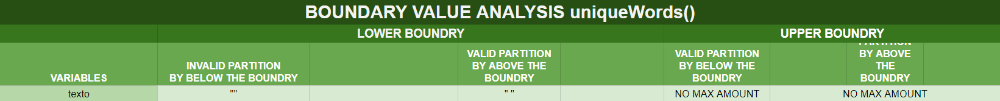 BOUNDARY VALUE ANALYSIS uniqueWords()
LOWER BOUNDRY
UPPER BOUNDRY
VARIABLES
INVALID PARTITION
BY BELOW THE BOUNDRY
VALID PARTITION
BY ABOVE THE
BOUNDRY
VALID PARTITION
BY BELOW THE
BOUNDRY
PARTITION
BY ABOVE
THE
BOUNDRY
texto
""
" "
NO MAX AMOUNT
NO MAX AMOUNT